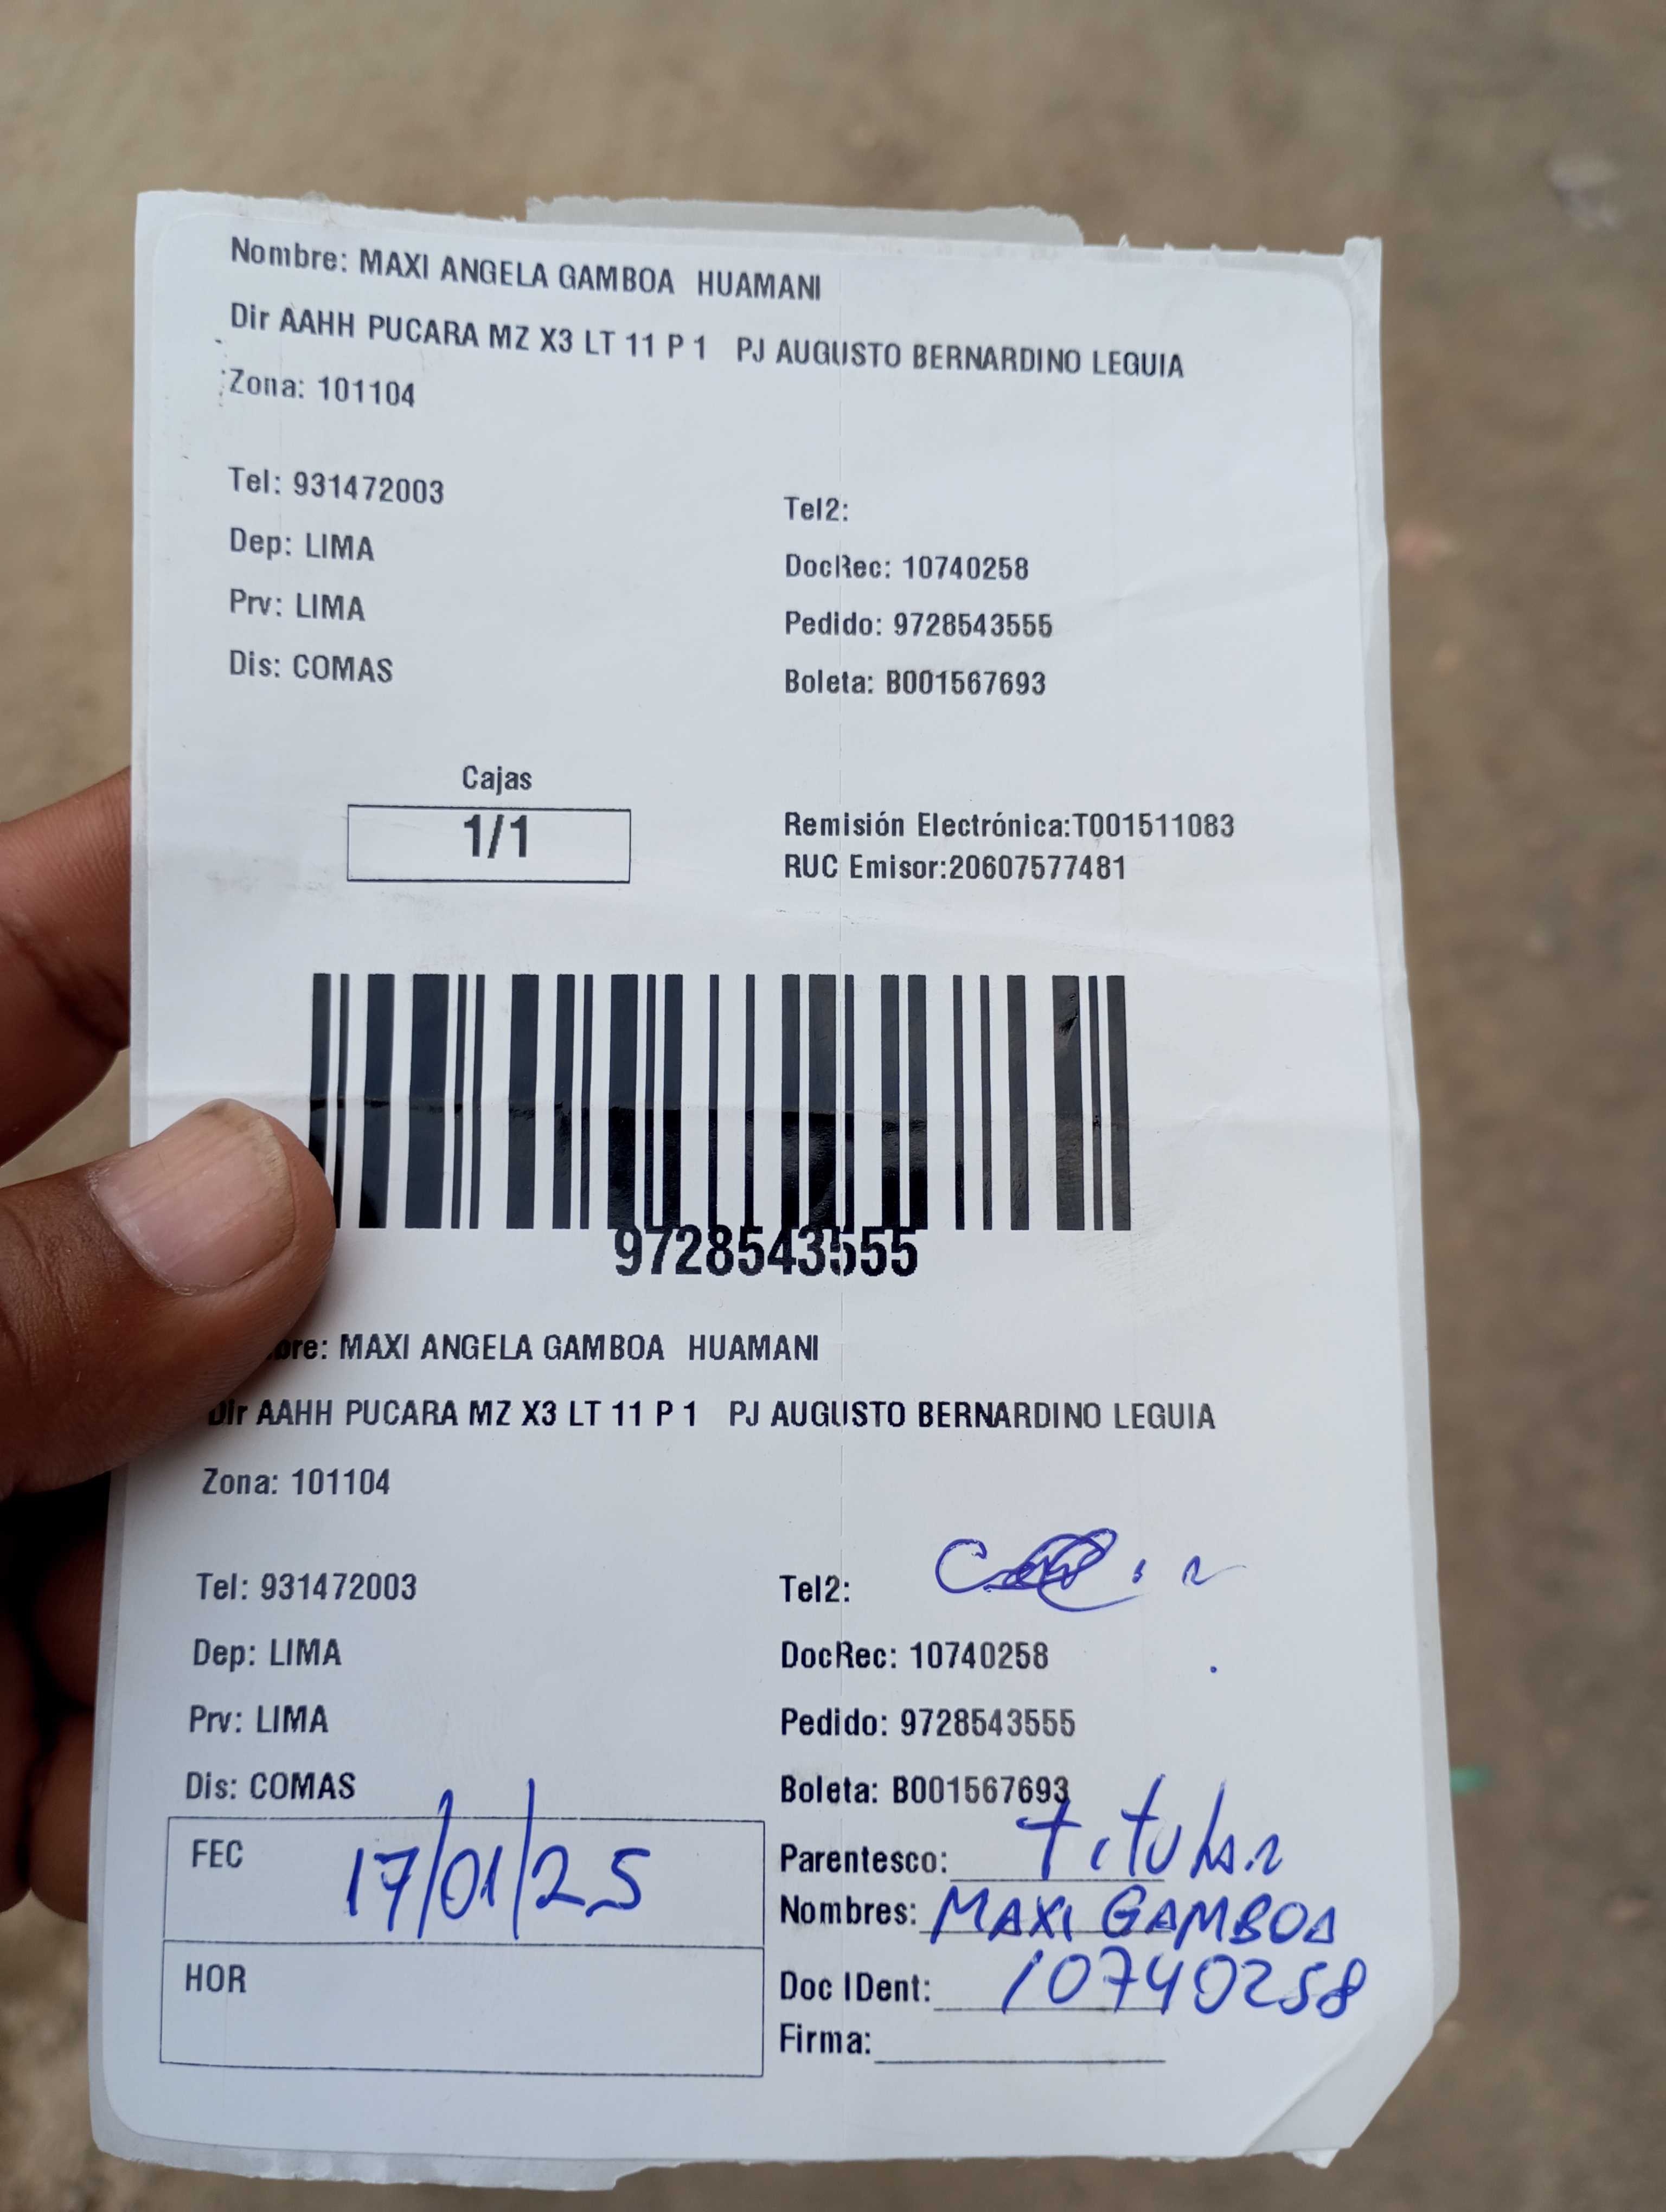 Nombre: MAXI ANGELA GAMBOA HUAMANI
Dir AAHH PUCARA MZ X3 LT 11 P 1 PJ AUGUSTO BERNARDINO LEGUIA
Zona: 101104
Tel: 931472003
Tel2:
Dep: LIMA
DocRec: 10740258
Prv: LIMA
Pedido: 9728543555
Dis: COMAS
Boleta: B001567693
Cajas
1/1
Remisión Electrónica:T001511083
RUC Emisor:20607577481
9728543555
bre: MAXI ANGELA GAMBOA HUAMANI
Dir AAHH PUCARA MZ X3 LT 11 P 1 PJ AUGUSTO BERNARDINO LEGUIA
Zona: 101104
Tel: 931472003
Tel2:
Dep: LIMA
DocRec: 10740258
Prv: LIMA
Pedido: 9728543555
Dis: COMAS
Boleta: B001567693
FEC 17/01/25
Parentesco: titular
Nombres: MAXI GAMBOA
HOR
Doc IDent: 10740258
Firma: